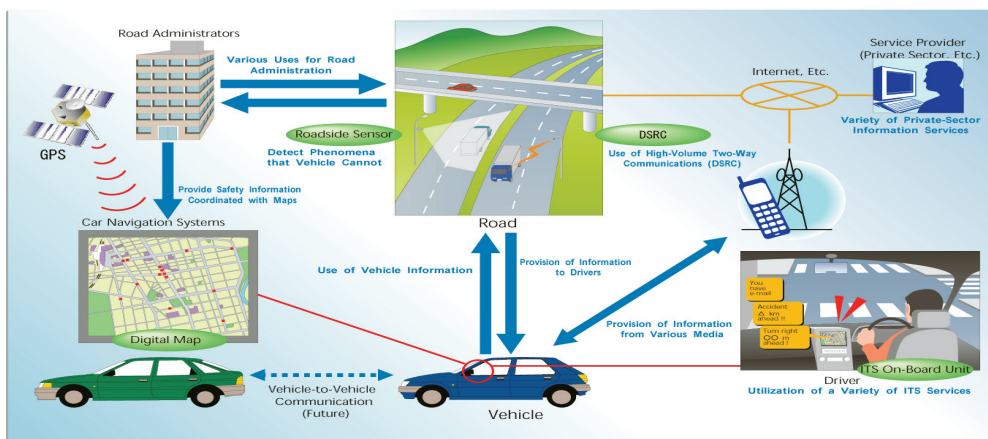 Road Administrators
Various Uses for Road
Administration
Service Provider
(Private Sector, Etc.)
Internet, Etc.
Variety of Private-Sector
Information Services
GPS
Roadside Sensor
Detect Phenomena
that Vehicle Cannot
DSRC
Use of High-Volume Two-Way
Communications (DSRC)
Provide Safety Information
Coordinated with Maps
Car Navigation Systems
Road
Use of Vehicle Information
Provision of Information
to Drivers
Provision of Information
from Various Media
You
have
e-mail
Accident
Δ km
ahead !!
Turn right
OO m
ahead !
Digital Map
ITS On-Board Unit
Driver
Utilization of a Variety of ITS Services
Vehicle-to-Vehicle
Communication
(Future)
Vehicle